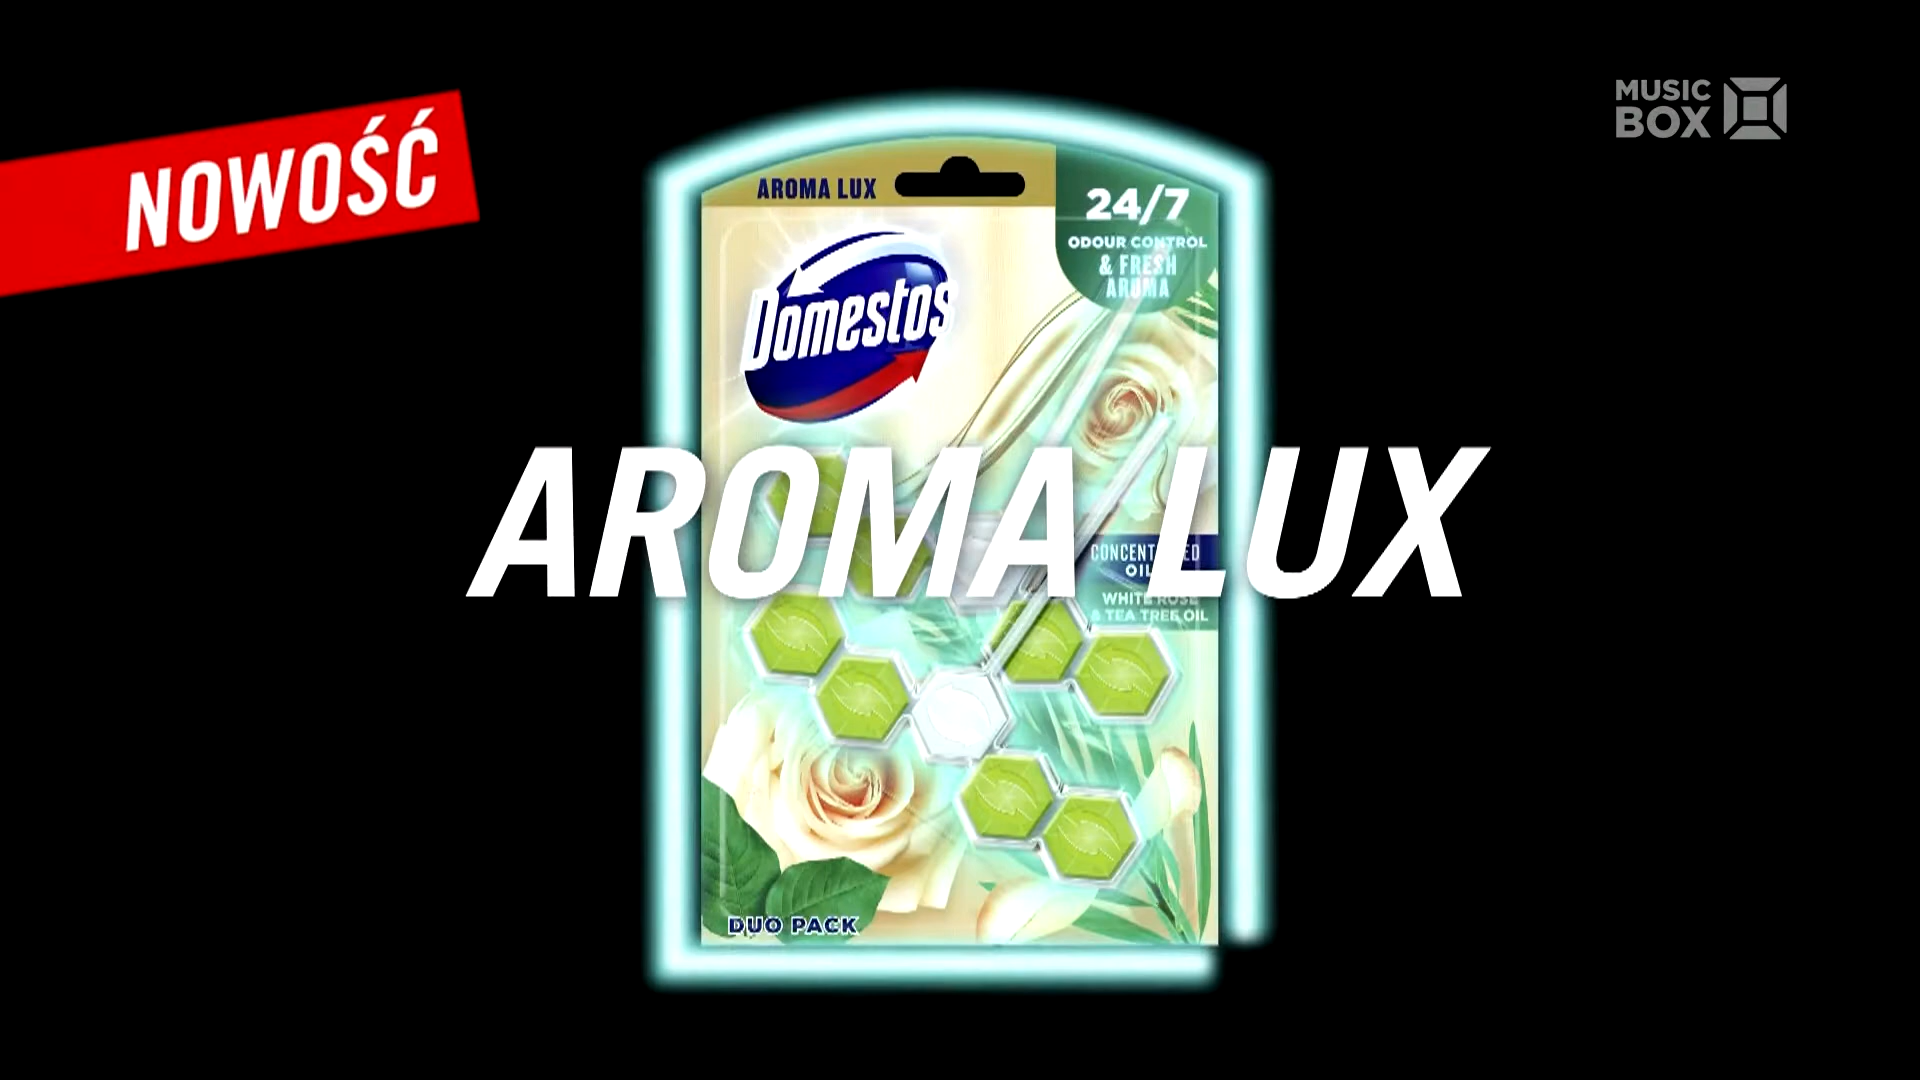 NOWOŚĆ
MUSIC
BOX
AROMA LUX
24/7
ODOUR CONTROL
& FRESH
AROMA
Domestos
AROMA LUX
WHITE ROSE
& TEA TREE OIL
DUO PACK